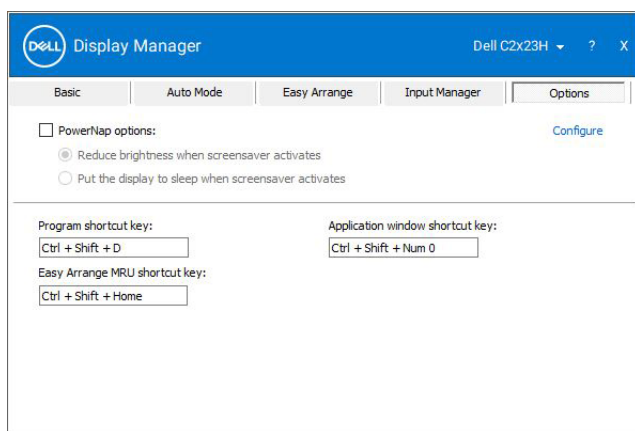 DELL Display Manager Dell C2x23H ? X
Basic Auto Mode Easy Arrange Input Manager Options
PowerNap options: Configure
Reduce brightness when screensaver activates
Put the display to sleep when screensaver activates
Program shortcut key: Application window shortcut key:
Ctrl + Shift + D Ctrl + Shift + Num 0
Easy Arrange MRU shortcut key:
Ctrl + Shift + Home